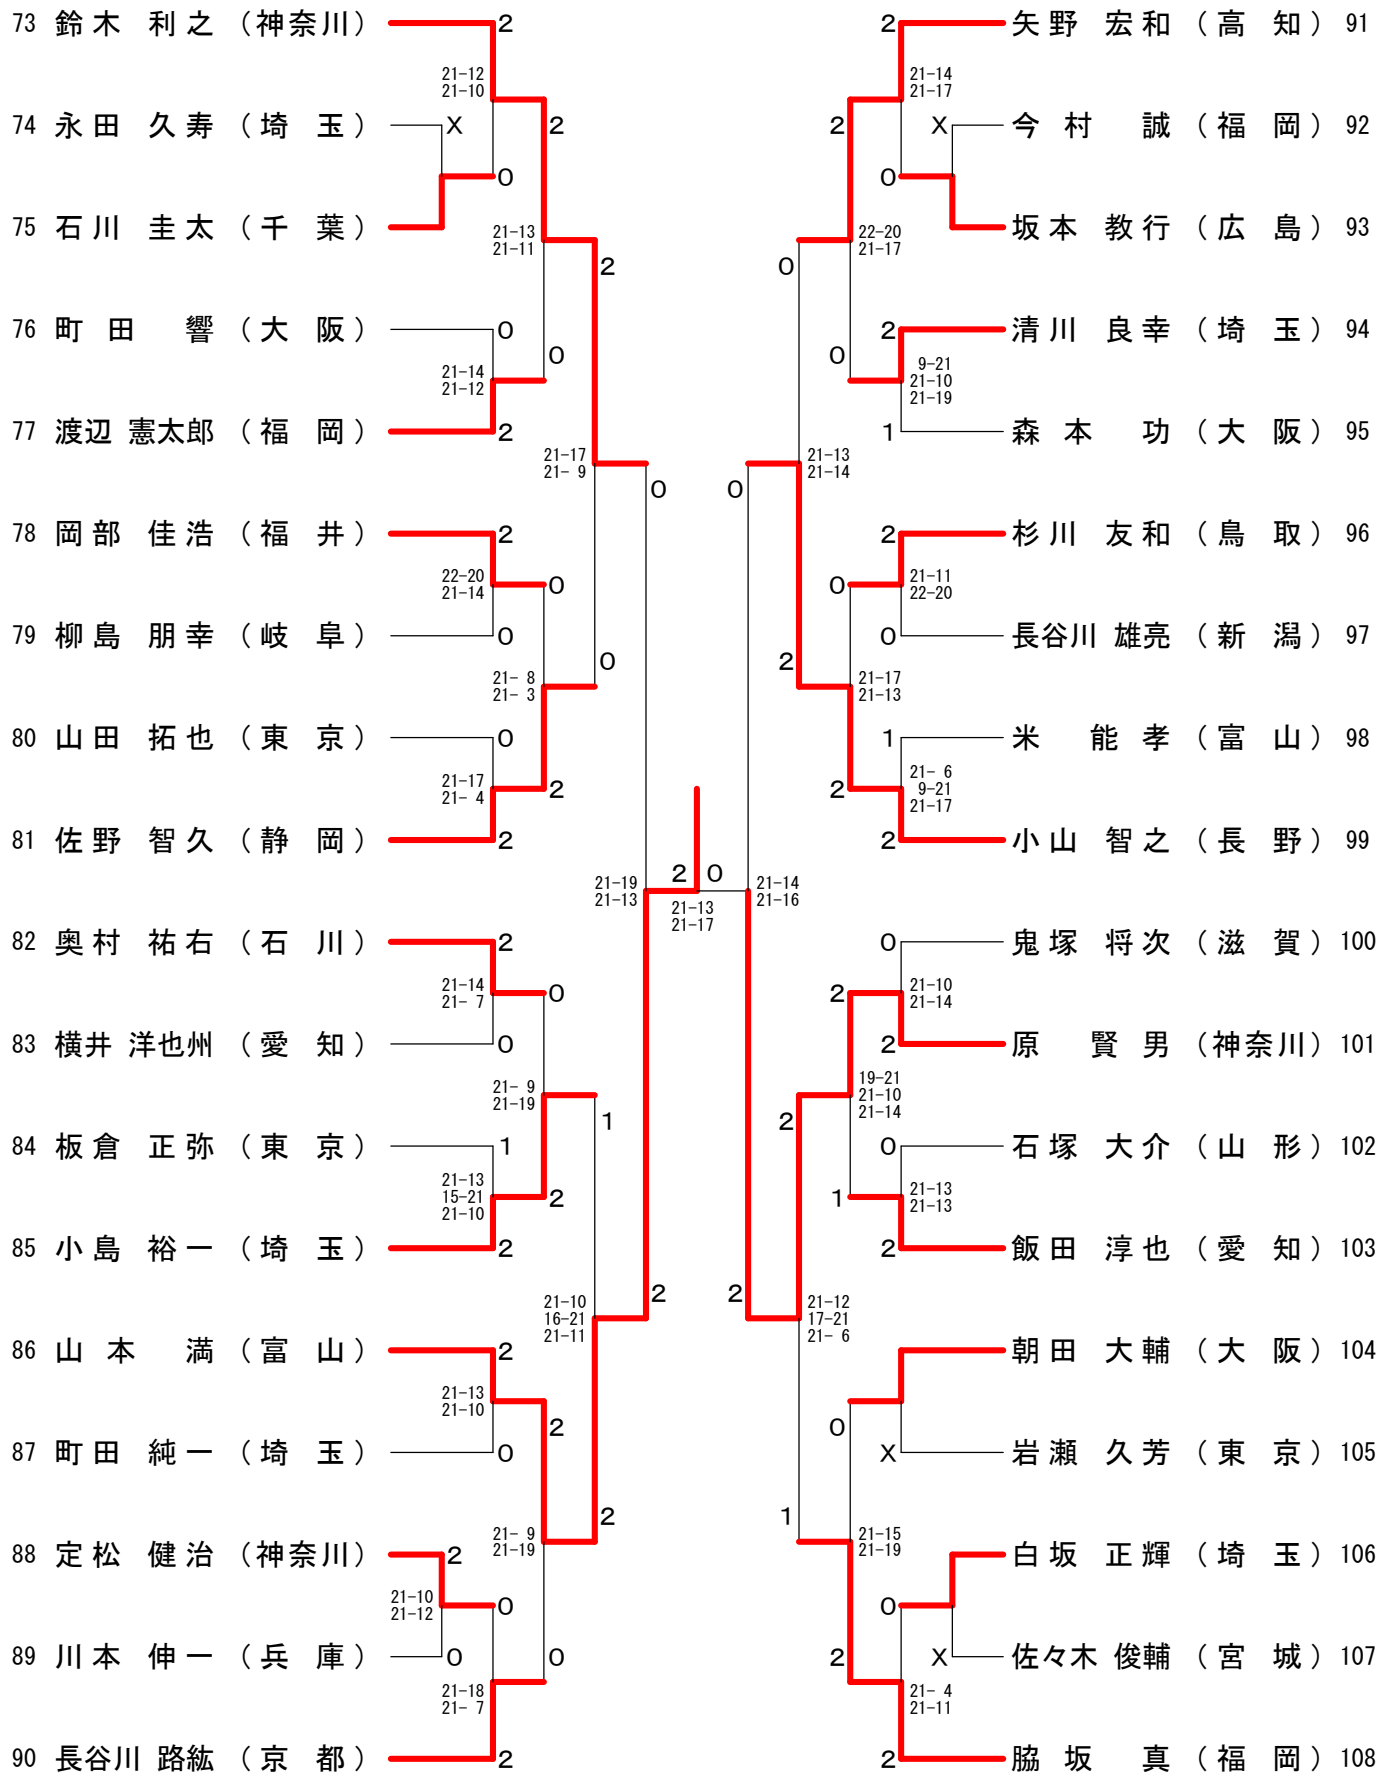 73 鈴木 利之 (神奈川) 2
21-12
21-10
74 永田 久寿 (埼 玉) X
2
0
75 石川 圭太 (千 葉)
21-13
21-11
2
76 町田 響 (大 阪) 0
0
21-14
21-12
77 渡辺 憲太郎 (福 岡) 2
21-17
21- 9
0
78 岡部 佳浩 (福 井) 2
22-20
21-14
0
79 柳島 朋幸 (岐 阜) 0
0
21- 8
21- 3
80 山田 拓也 (東 京) 0
21-17
21- 4
2
81 佐野 智久 (静 岡) 2
21-19
21-13
2 0
21-13
21-17
82 奥村 祐右 (石 川) 2
21-14
21- 7
0
83 横井 洋也州 (愛 知) 0
21- 9
21-19
1
84 板倉 正弥 (東 京) 1
21-13
15-21
21-10
2
85 小島 裕一 (埼 玉) 2
21-10
16-21
21-11
2
86 山本 満 (富 山) 2
21-13
21-10
2
87 町田 純一 (埼 玉) 0
2
21- 9
21-19
88 定松 健治 (神奈川) 2
21-10
21-12
0
89 川本 伸一 (兵 庫) 0
0
21-18
21- 7
90 長谷川 路紘 (京 都) 2
2 矢野 宏和 (高 知) 91
21-14
21-17
2
X 今村 誠 (福 岡) 92
0
坂本 教行 (広 島) 93
22-20
21-17
0
2 清川 良幸 (埼 玉) 94
0
9-21
21-10
21-19
1 森本 功 (大 阪) 95
21-13
21-14
0
2 杉川 友和 (鳥 取) 96
21-11
22-20
0
0 長谷川 雄亮 (新 潟) 97
2
21-17
21-13
1 米 能孝 (富 山) 98
21- 6
9-21
21-17
2
2 小山 智之 (長 野) 99
21-14
21-16
0 鬼塚 将次 (滋 賀) 100
21-10
21-14
2
2 原 賢男 (神奈川) 101
19-21
21-10
21-14
2
0 石塚 大介 (山 形) 102
21-13
21-13
1
2 飯田 淳也 (愛 知) 103
2
21-12
17-21
21- 6
朝田 大輔 (大 阪) 104
0
X 岩瀬 久芳 (東 京) 105
1
21-15
21-19
白坂 正輝 (埼 玉) 106
0
X 佐々木 俊輔 (宮 城) 107
2
21- 4
21-11
2 脇坂 真 (福 岡) 108